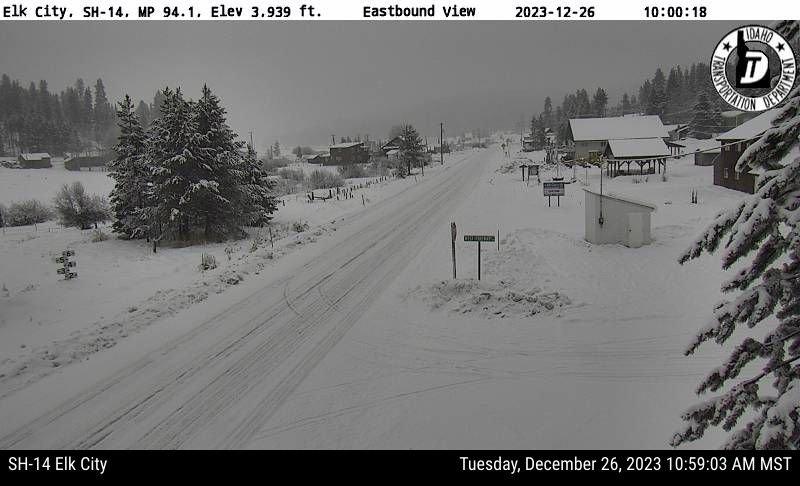 Elk City, SH-14, MP 94.1, Elev 3,939 ft. Eastbound View 2023-12-26 10:00:18
IDAHO
TRANSPORTATION DEPARTMENT
SH-14 Elk City
Tuesday, December 26, 2023 10:59:03 AM MST